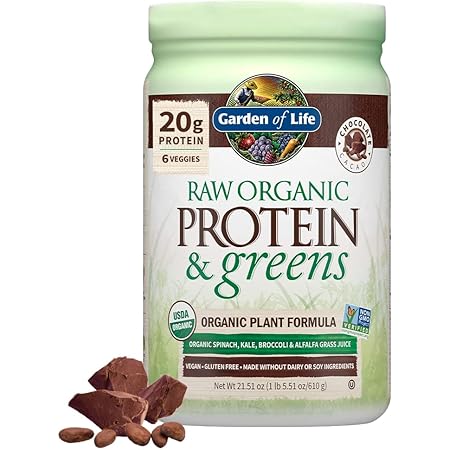 Garden of Life
20g
PROTEIN
6 VEGGIES
CHOCOLATE
CACAO
RAW ORGANIC
PROTEIN
& greens
USDA
ORGANIC
ORGANIC PLANT FORMULA
NON
GMO
VERIFIED
ORGANIC SPINACH, KALE, BROCCOLI & ALFALFA GRASS JUICE
VEGAN • GLUTEN FREE • MADE WITHOUT DAIRY OR SOY INGREDIENTS
Net Wt 21.51 oz (1 lb 5.51 oz/610 g)
U